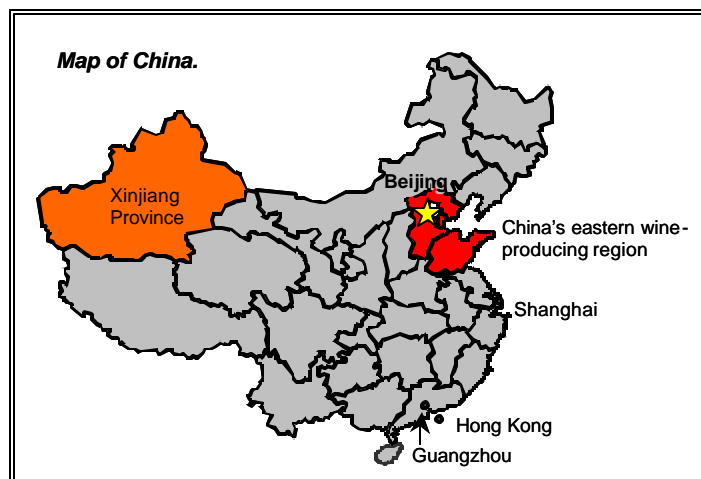 Map of China.
Beijing
Xinjiang
Province
China's eastern wine-
producing region
Shanghai
Hong Kong
Guangzhou